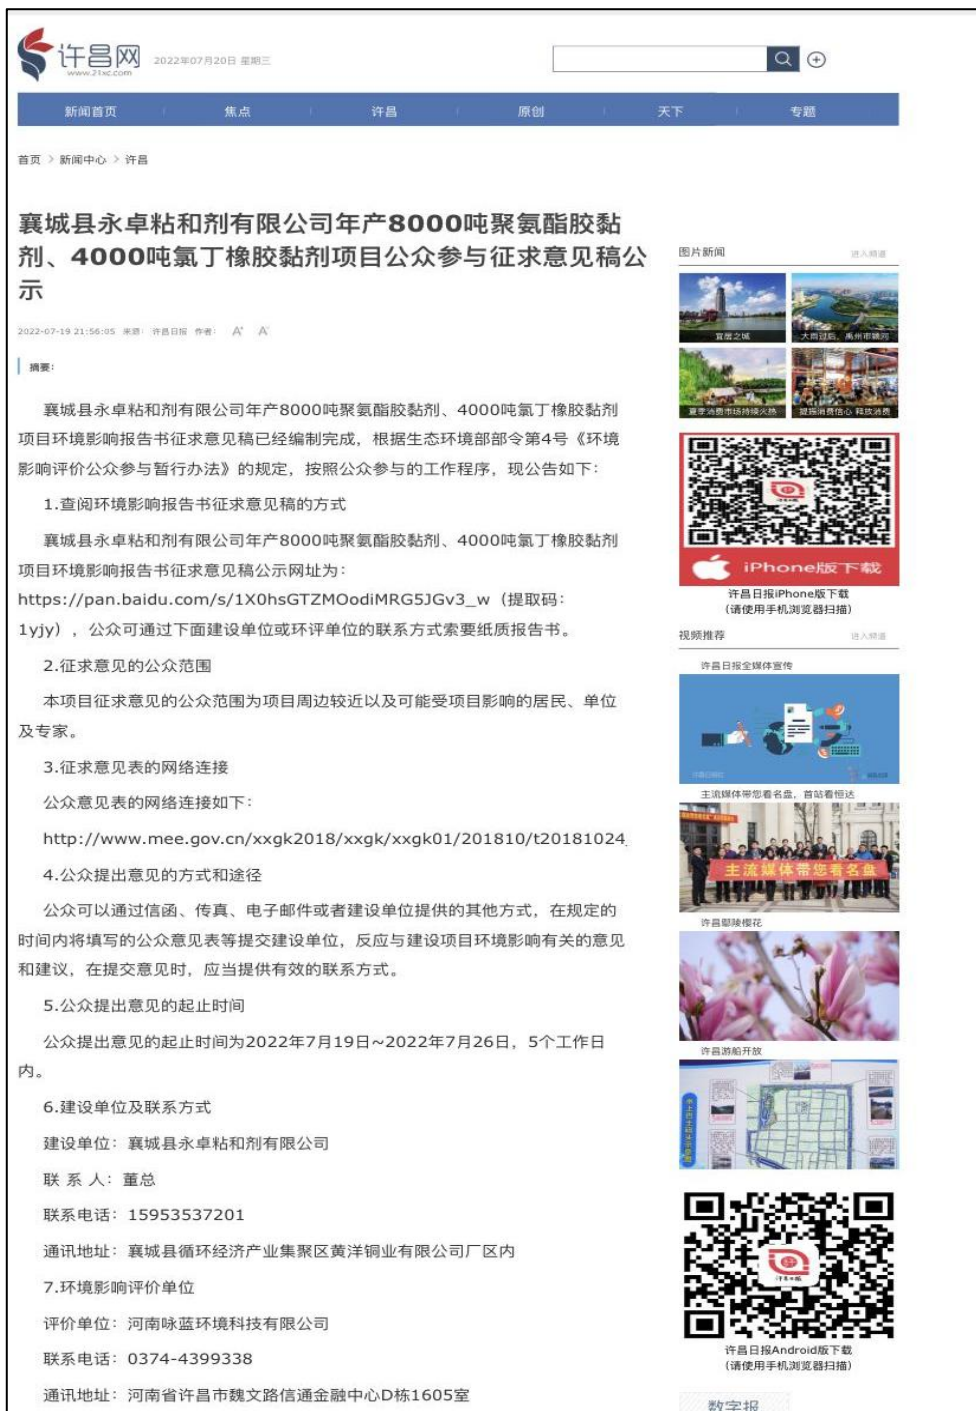 许昌网
www.21xc.com
2022年07月20日 星期三
新闻首页
焦点
许昌
原创
天下
专题
首页 > 新闻中心 > 许昌
襄城县永卓粘和剂有限公司年产8000吨聚氨酯胶黏
剂、4000吨氯丁橡胶黏剂项目公众参与征求意见稿公
示
2022-07-19 21:56:05 来源: 许昌日报 作者: A+ A-
摘要:
襄城县永卓粘和剂有限公司年产8000吨聚氨酯胶黏剂、4000吨氯丁橡胶黏剂
项目环境影响报告书征求意见稿已经编制完成，根据生态环境部部令第4号《环境
影响评价公众参与暂行办法》的规定，按照公众参与的工作程序，现公告如下：
1.查阅环境影响报告书征求意见稿的方式
襄城县永卓粘和剂有限公司年产8000吨聚氨酯胶黏剂、4000吨氯丁橡胶黏剂
项目环境影响报告书征求意见稿公示网址为：
https://pan.baidu.com/s/1X0hsGTZMOodiMRG5JGv3_w（提取码：
1yjy），公众可通过下面建设单位或环评单位的联系方式索要纸质报告书。
2.征求意见的公众范围
本项目征求意见的公众范围为项目周边较近以及可能受项目影响的居民、单位
及专家。
3.征求意见表的网络连接
公众意见表的网络连接如下：
http://www.mee.gov.cn/xxgk2018/xxgk/xxgk01/201810/t20181024_
4.公众提出意见的方式和途径
公众可以通过信函、传真、电子邮件或者建设单位提供的其他方式，在规定的
时间内将填写的公众意见表等提交建设单位，反应与建设项目环境影响有关的意见
和建议，在提交意见时，应当提供有效的联系方式。
5.公众提出意见的起止时间
公众提出意见的起止时间为2022年7月19日~2022年7月26日，5个工作日
内。
6.建设单位及联系方式
建设单位：襄城县永卓粘和剂有限公司
联 系 人：董总
联系电话：15953537201
通讯地址：襄城县循环经济产业集聚区黄洋铜业有限公司厂区内
7.环境影响评价单位
评价单位：河南咏蓝环境科技有限公司
联系电话：0374-4399338
通讯地址：河南省许昌市魏文路信通金融中心D栋1605室
图片新闻
进入频道
宜居之城
大雨过后，禹州市颍河
夏季消费市场持续火热
提振消费信心 释放消费
iPhone版下载
许昌日报iPhone版下载
（请使用手机浏览器扫描）
视频推荐
进入频道
许昌日报全媒体宣传
主流媒体带您看名盘，首站看恒达
主流媒体带您看名盘
许昌鄢陵樱花
许昌游船开放
许昌日报Android版下载
（请使用手机浏览器扫描）
数字报